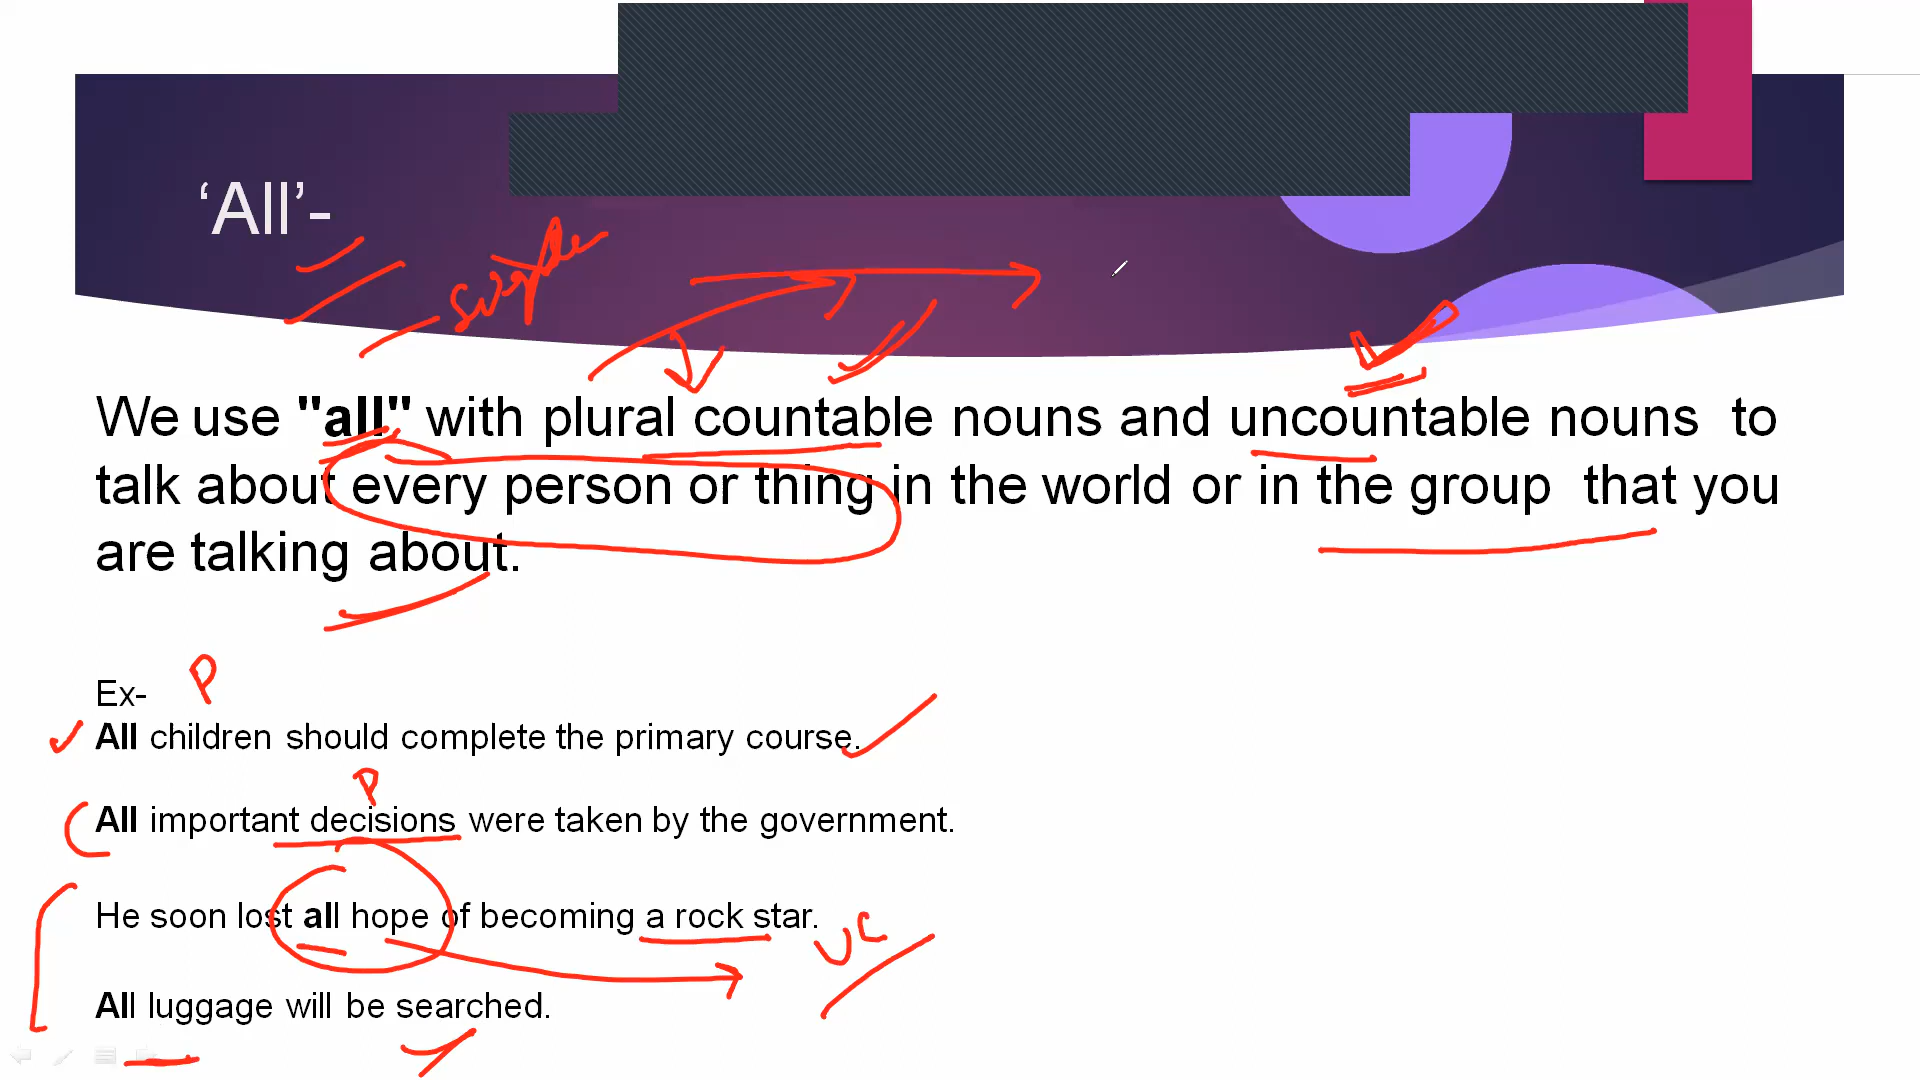 ‘All’-
We use "all" with plural countable nouns and uncountable nouns to
talk about every person or thing in the world or in the group that you
are talking about.
Ex-
P
All children should complete the primary course.
P
All important decisions were taken by the government.
He soon lost all hope of becoming a rock star.
UC
All luggage will be searched.